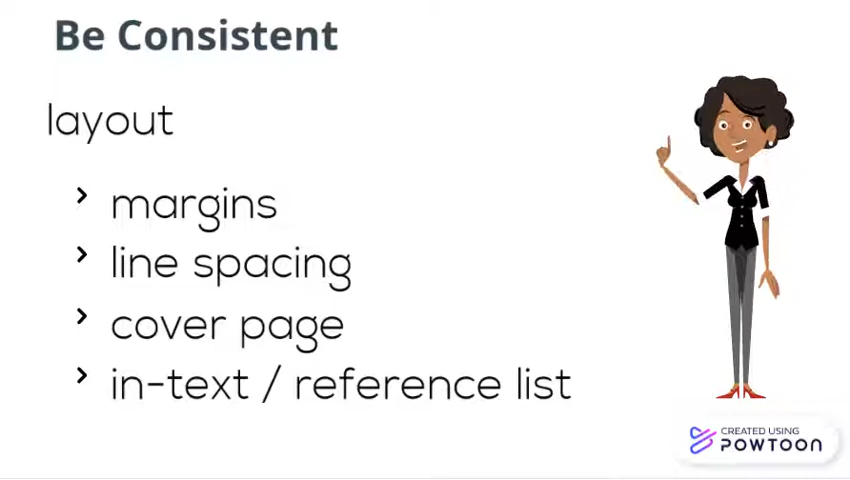 Be Consistent
layout
margins
line spacing
cover page
in-text / reference list
CREATED USING
POWTOON